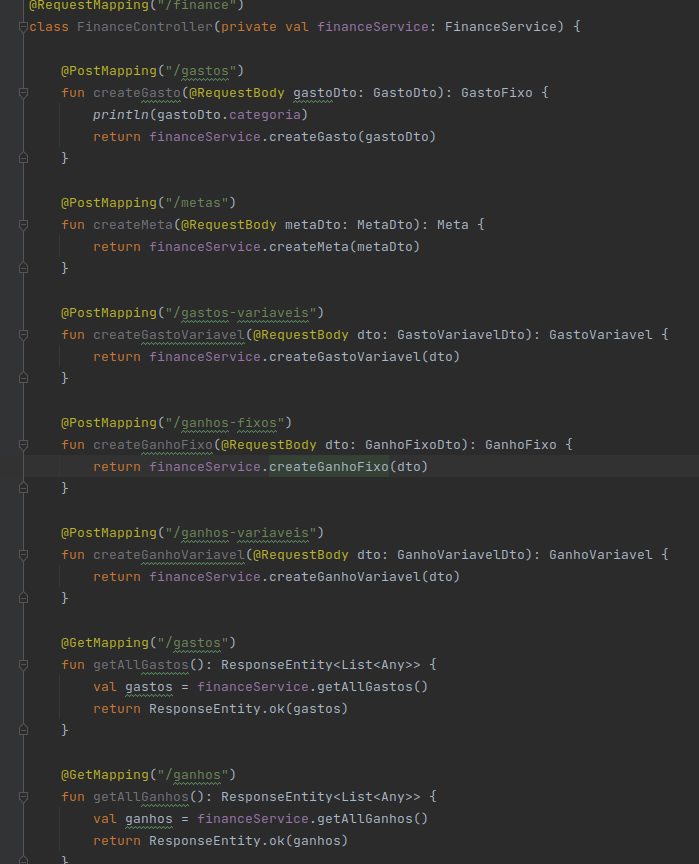 @RequestMapping("/finance")
class FinanceController(private val financeService: FinanceService) {
@PostMapping("/gastos")
fun createGasto(@RequestBody gastoDto: GastoDto): GastoFixo {
println(gastoDto.categoria)
return financeService.createGasto(gastoDto)
}
@PostMapping("/metas")
fun createMeta(@RequestBody metaDto: MetaDto): Meta {
return financeService.createMeta(metaDto)
}
@PostMapping("/gastos-variaveis")
fun createGastoVariavel(@RequestBody dto: GastoVariavelDto): GastoVariavel {
return financeService.createGastoVariavel(dto)
}
@PostMapping("/ganhos-fixos")
fun createGanhoFixo(@RequestBody dto: GanhoFixoDto): GanhoFixo {
return financeService.createGanhoFixo(dto)
}
@PostMapping("/ganhos-variaveis")
fun createGanhoVariavel(@RequestBody dto: GanhoVariavelDto): GanhoVariavel {
return financeService.createGanhoVariavel(dto)
}
@GetMapping("/gastos")
fun getAllGastos(): ResponseEntity<List<Any>> {
val gastos = financeService.getAllGastos()
return ResponseEntity.ok(gastos)
}
@GetMapping("/ganhos")
fun getAllGanhos(): ResponseEntity<List<Any>> {
val ganhos = financeService.getAllGanhos()
return ResponseEntity.ok(ganhos)
}